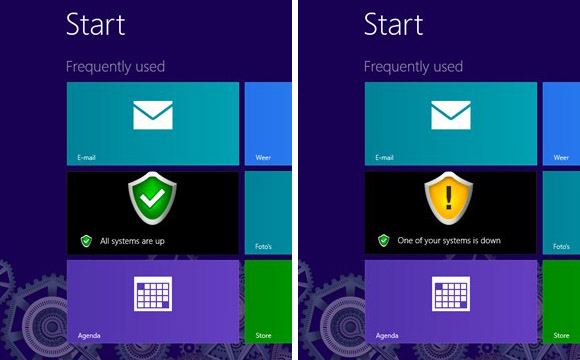 Start
Frequently used
E-mail
Weer
All systems are up
Foto's
Agenda
Store
Start
Frequently used
E-mail
Weer
One of your systems is down
Foto's
Agenda
Store